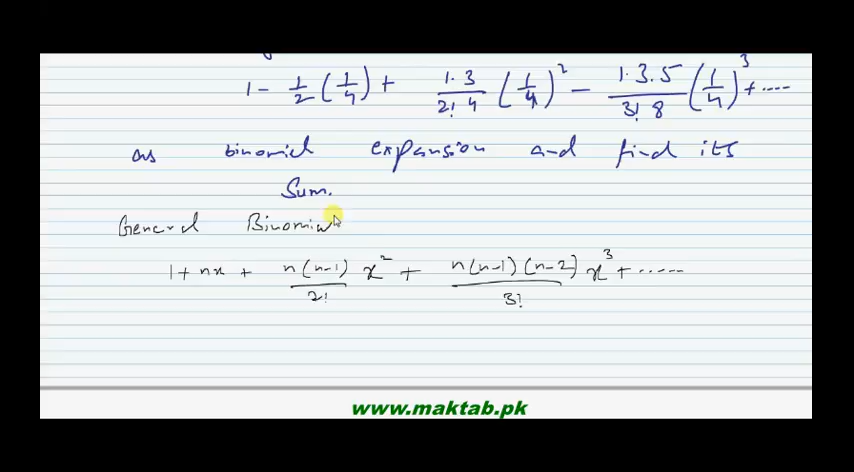 1 - 1/2 (1/4) + 1·3/2! 4 (1/4)² - 1·3·5/3! 8 (1/4)³ + ....
as binomial expansion and find its
Sum.
General Binomial
1 + nx + n(n-1)/2! x² + n(n-1)(n-2)/3! x³ + ......
www.maktab.pk